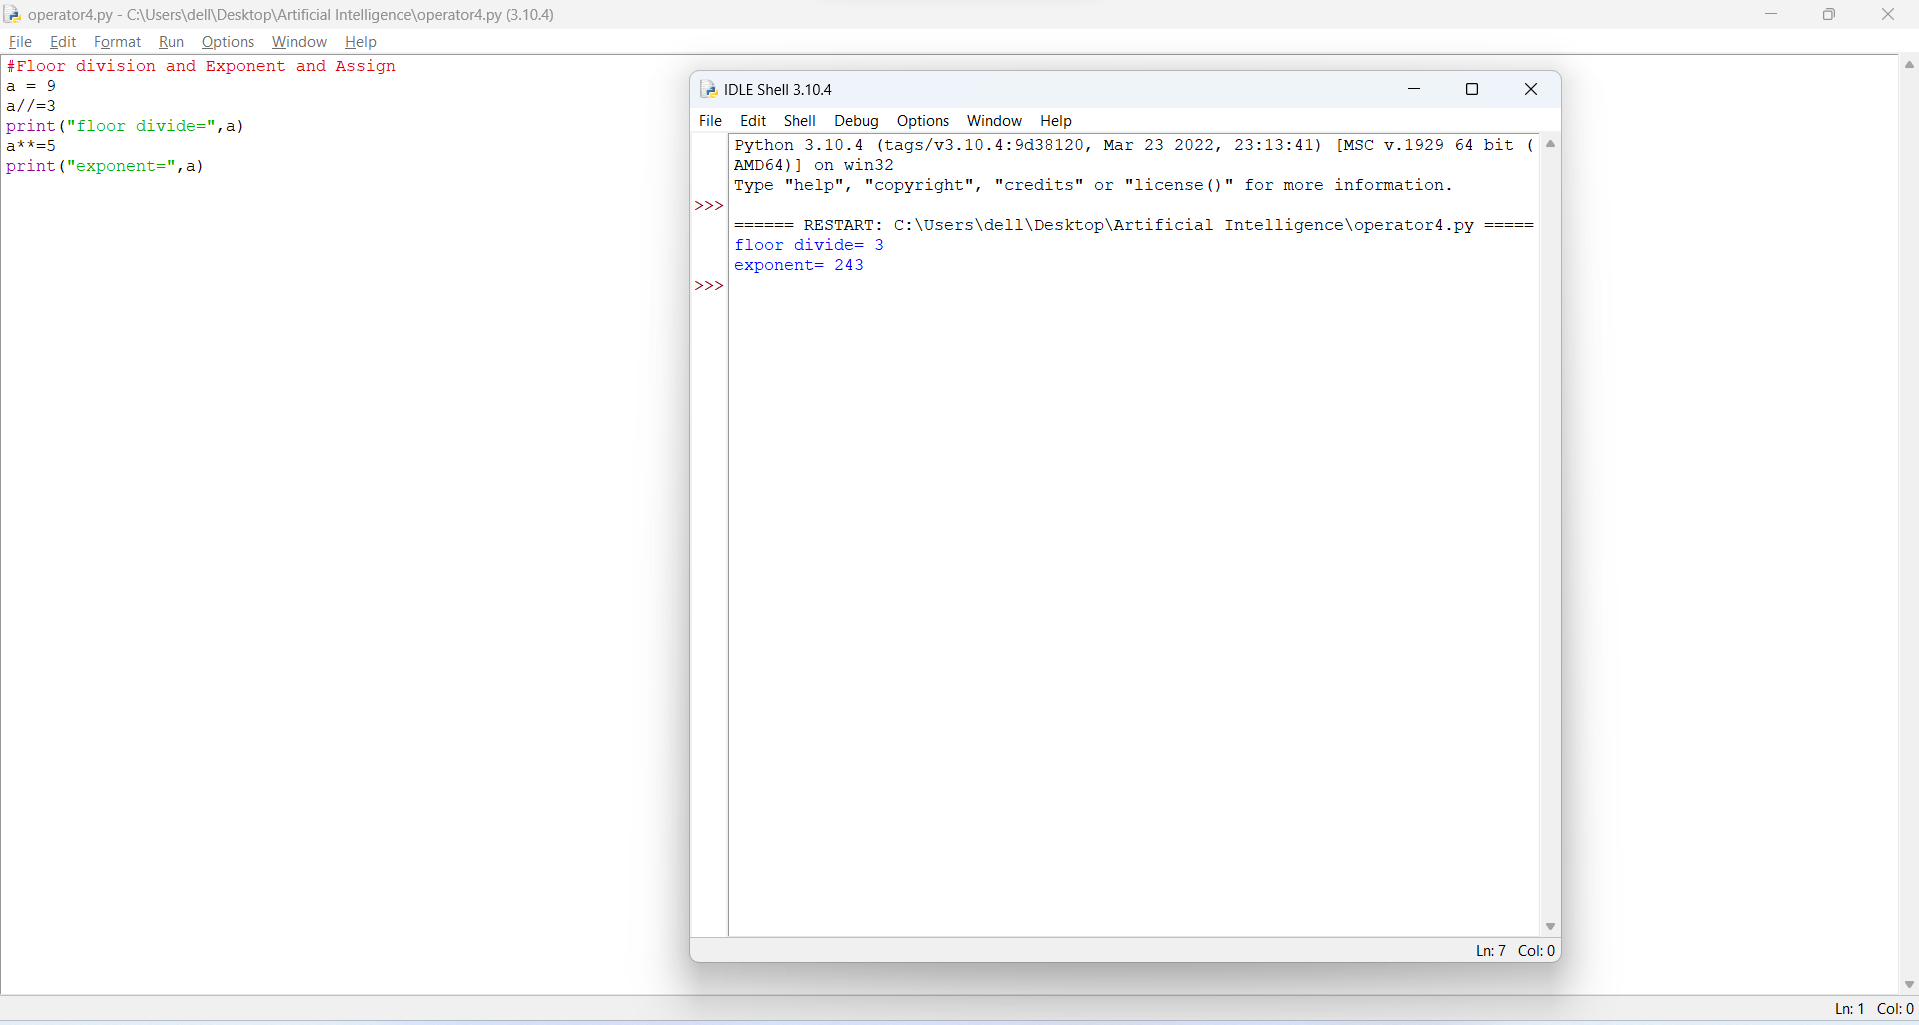 operator4.py - C:\Users\dell\Desktop\Artificial Intelligence\operator4.py (3.10.4)
File Edit Format Run Options Window Help
#Floor division and Exponent and Assign
a = 9
a//=3
print("floor divide=",a)
a**=5
print("exponent=",a)
IDLE Shell 3.10.4
File Edit Shell Debug Options Window Help
Python 3.10.4 (tags/v3.10.4:9d38120, Mar 23 2022, 23:13:41) [MSC v.1929 64 bit (
AMD64)] on win32
Type "help", "copyright", "credits" or "license()" for more information.
>>>
====== RESTART: C:\Users\dell\Desktop\Artificial Intelligence\operator4.py =====
floor divide= 3
exponent= 243
>>>
Ln: 7 Col: 0
Ln: 1 Col: 0